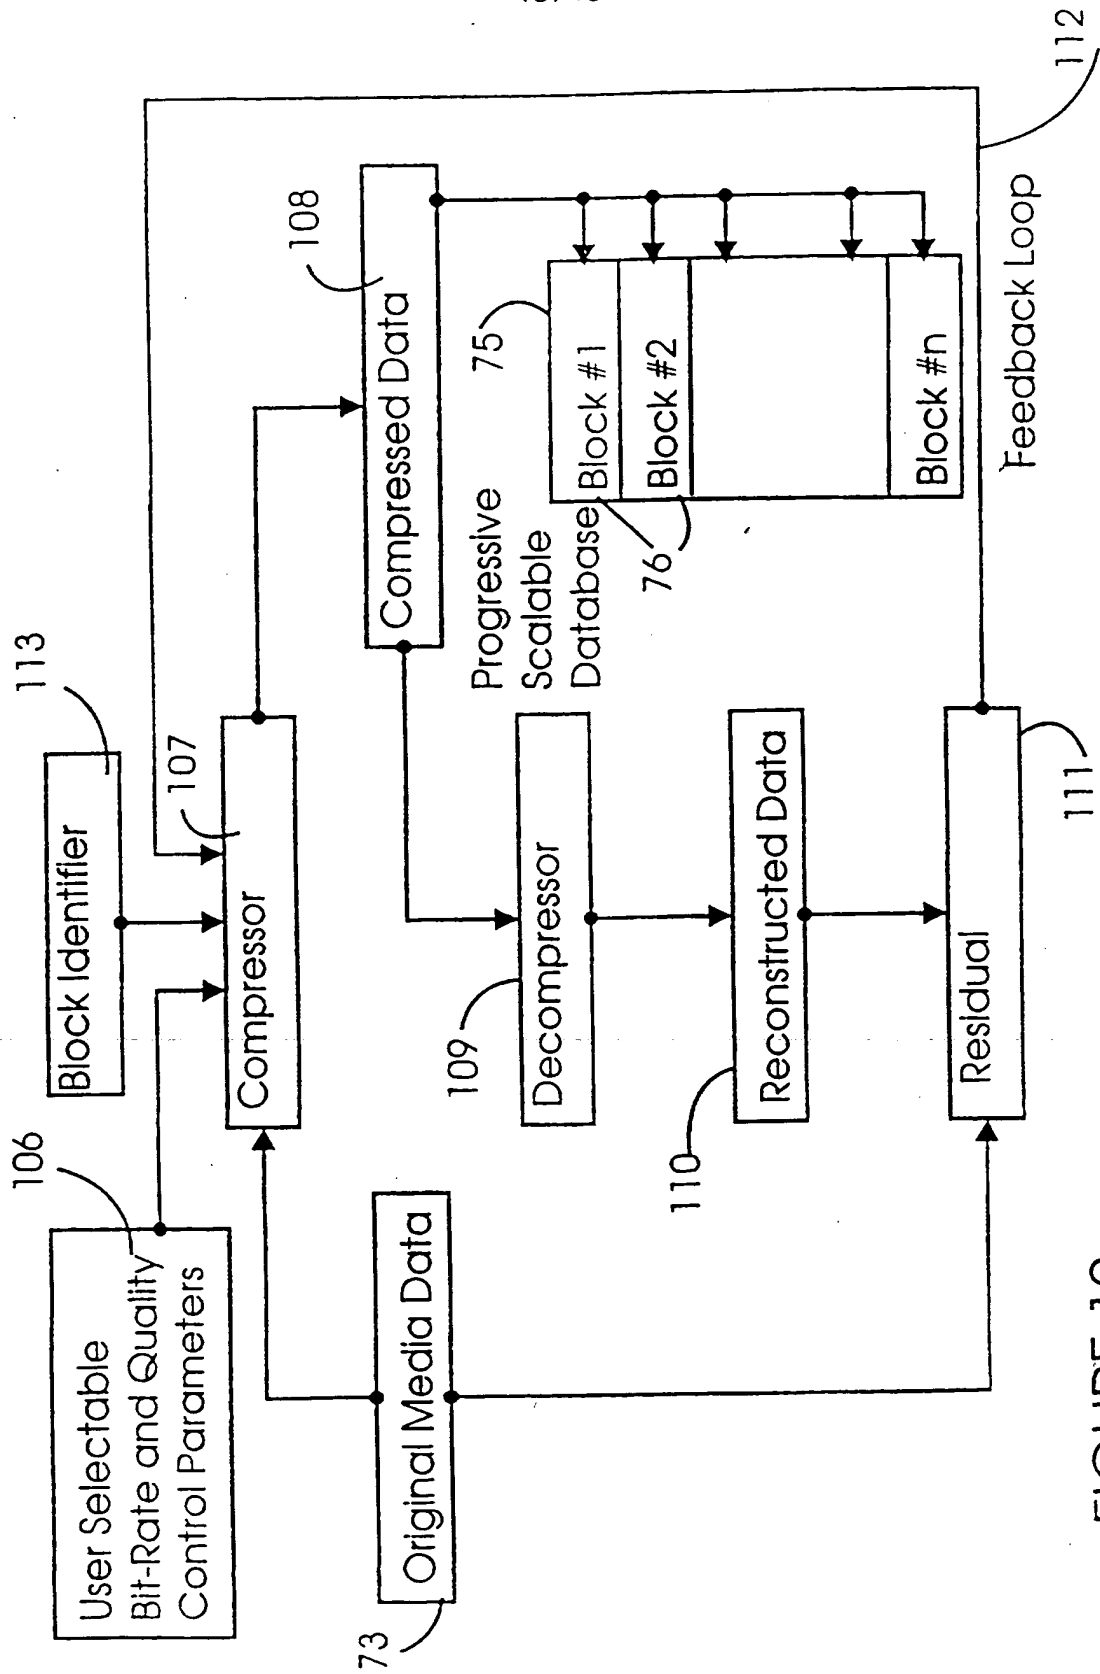 113
Block Identifier
106
User Selectable
Bit-Rate and Quality
Control Parameters
107
Compressor
108
Compressed Data
73
Original Media Data
109
Decompressor
Progressive
Scalable
Database
75
Block #1
Block #2
Block #n
76
110
Reconstructed Data
Residual
111
Feedback Loop
112